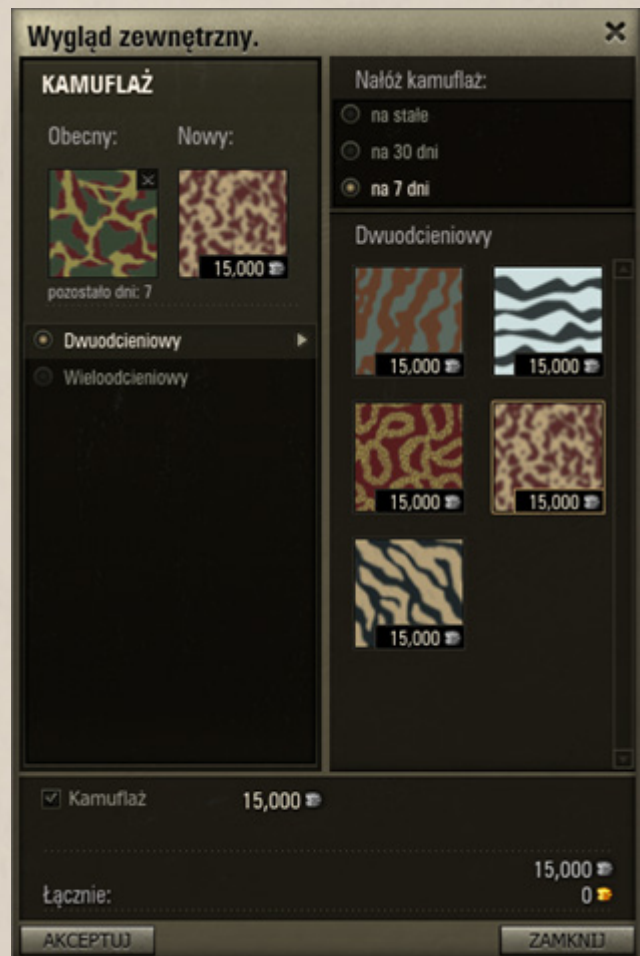 Wygląd zewnętrzny.
KAMUFLAŻ
Obecny:
Nowy:
15,000
pozostało dni: 7
Dwuodcieniowy
Wieloodcieniowy
Nałóż kamuflaż:
na stałe
na 30 dni
na 7 dni
Dwuodcieniowy
15,000
15,000
15,000
15,000
15,000
Kamuflaż 15,000
15,000
Łącznie: 0
AKCEPTUJ
ZAMKNIJ